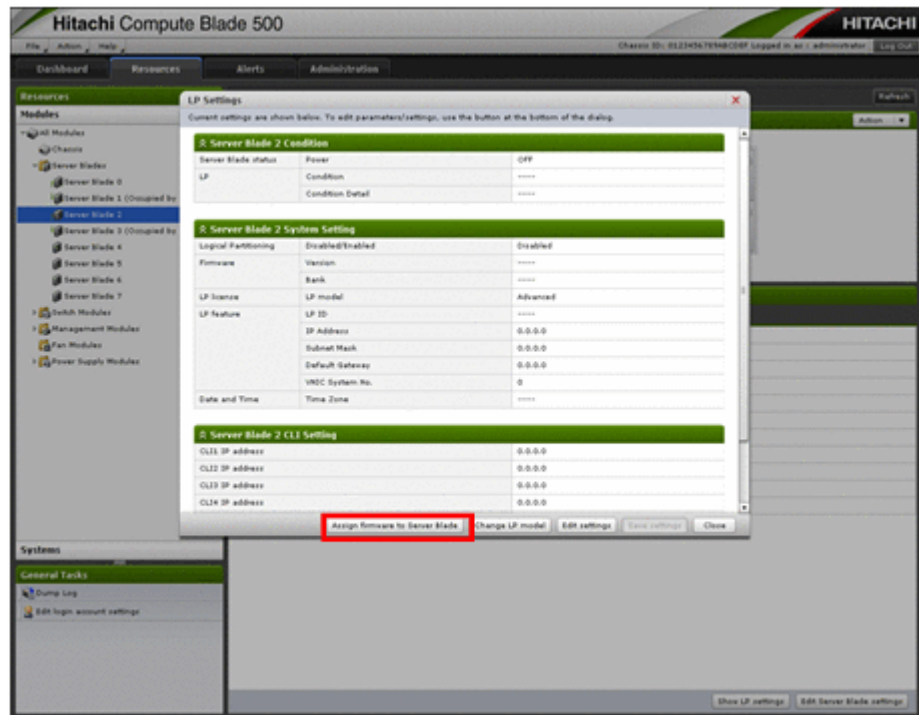 Hitachi Compute Blade 500
HITACHI
File Action Help
Chassis ID: 0123456789ABCDEF Logged in as : administrator Log Out
Dashboard Resources Alerts Administration
Resources
Refresh
Modules
Action
All Modules
Chassis
Server Blades
Server Blade 0
Server Blade 1 (Occupied by
Server Blade 2
Server Blade 3 (Occupied by
Server Blade 4
Server Blade 5
Server Blade 6
Server Blade 7
Switch Modules
Management Modules
Fan Modules
Power Supply Modules
Systems
General Tasks
Dump Log
Edit login account settings
LP Settings
Current settings are shown below. To edit parameters/settings, use the button at the bottom of the dialog.
Server Blade 2 Condition
Server Blade status Power OFF
LP Condition ----
Condition Detail ----
Server Blade 2 System Setting
Logical Partitioning Disabled/Enabled Disabled
Firmware Version ----
Bank ----
LP license LP model Advanced
LP feature LP ID ----
IP Address 0.0.0.0
Subnet Mask 0.0.0.0
Default Gateway 0.0.0.0
VNIC System No. 0
Date and Time Time Zone ----
Server Blade 2 CLI Setting
CLI1 IP address 0.0.0.0
CLI2 IP address 0.0.0.0
CLI3 IP address 0.0.0.0
CLI4 IP address 0.0.0.0
Assign firmware to Server Blade Change LP model Edit settings Save settings Close
Show LP settings Edit Server Blade settings